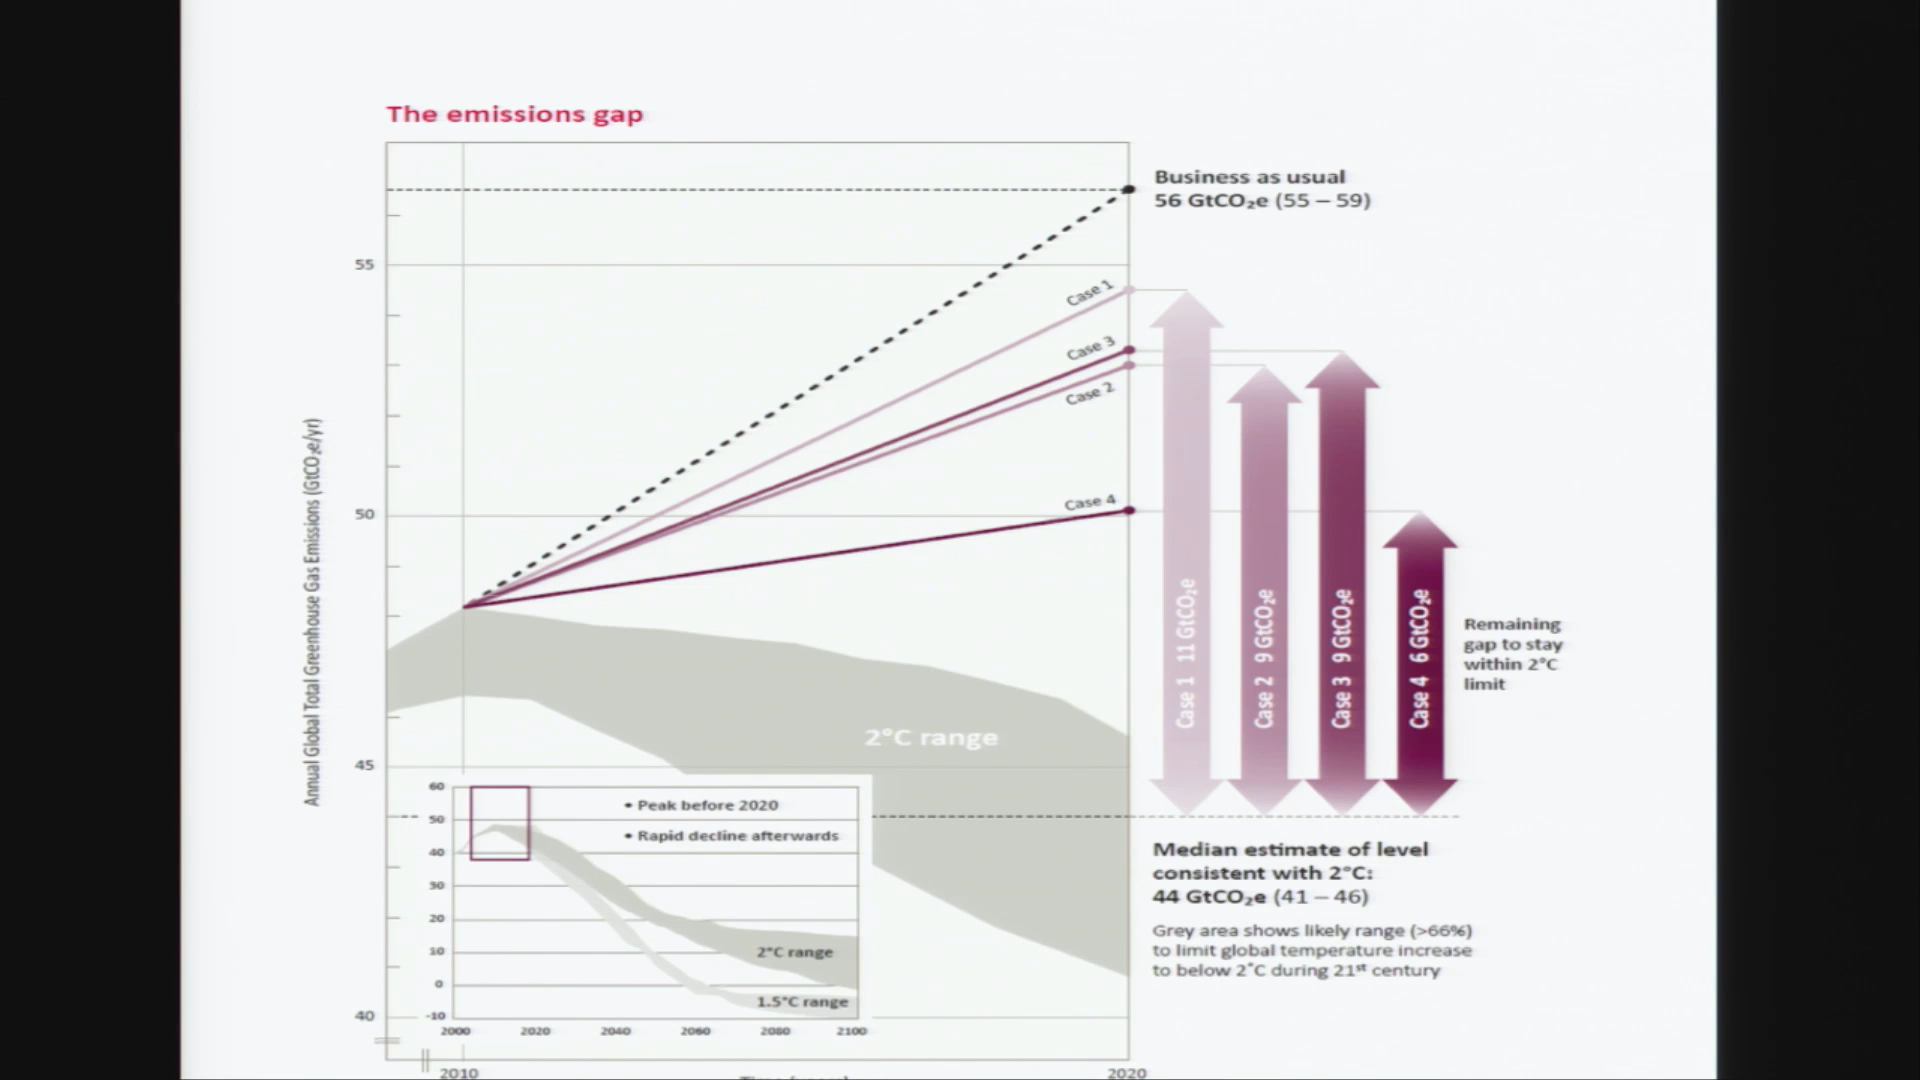 The emissions gap
Business as usual
56 GtCO₂e (55 – 59)
55
Case 1
Case 3
Case 2
50
Case 4
Annual Global Total Greenhouse Gas Emissions (GtCO₂e/yr)
Case 1 11 GtCO₂e
Case 2 9 GtCO₂e
Case 3 9 GtCO₂e
Case 4 6 GtCO₂e
Remaining
gap to stay
within 2°C
limit
2°C range
45
60
50
40
30
20
10
0
-10
• Peak before 2020
• Rapid decline afterwards
2°C range
1.5°C range
2000 2020 2040 2060 2080 2100
Median estimate of level
consistent with 2°C:
44 GtCO₂e (41 – 46)
Grey area shows likely range (>66%)
to limit global temperature increase
to below 2°C during 21st century
40
2010
Time (years)
2020